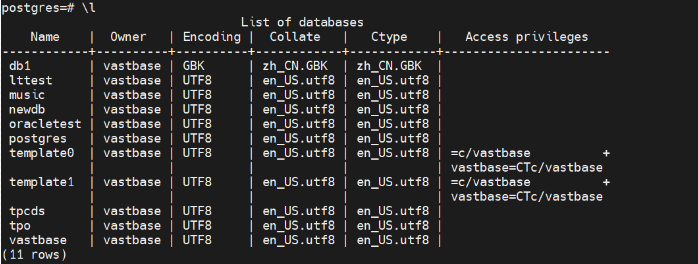 postgres=# \l
                                  List of databases
    Name    |  Owner   | Encoding |  Collate   |   Ctype    |   Access privileges
------------+----------+----------+------------+------------+-----------------------
 db1        | vastbase | GBK      | zh_CN.GBK  | zh_CN.GBK  |
 lttest     | vastbase | UTF8     | en_US.utf8 | en_US.utf8 |
 music      | vastbase | UTF8     | en_US.utf8 | en_US.utf8 |
 newdb      | vastbase | UTF8     | en_US.utf8 | en_US.utf8 |
 oracletest | vastbase | UTF8     | en_US.utf8 | en_US.utf8 |
 postgres   | vastbase | UTF8     | en_US.utf8 | en_US.utf8 |
 template0  | vastbase | UTF8     | en_US.utf8 | en_US.utf8 | =c/vastbase          +
            |          |          |            |            | vastbase=CTc/vastbase
 template1  | vastbase | UTF8     | en_US.utf8 | en_US.utf8 | =c/vastbase          +
            |          |          |            |            | vastbase=CTc/vastbase
 tpcds      | vastbase | UTF8     | en_US.utf8 | en_US.utf8 |
 tpo        | vastbase | UTF8     | en_US.utf8 | en_US.utf8 |
 vastbase   | vastbase | UTF8     | en_US.utf8 | en_US.utf8 |
(11 rows)